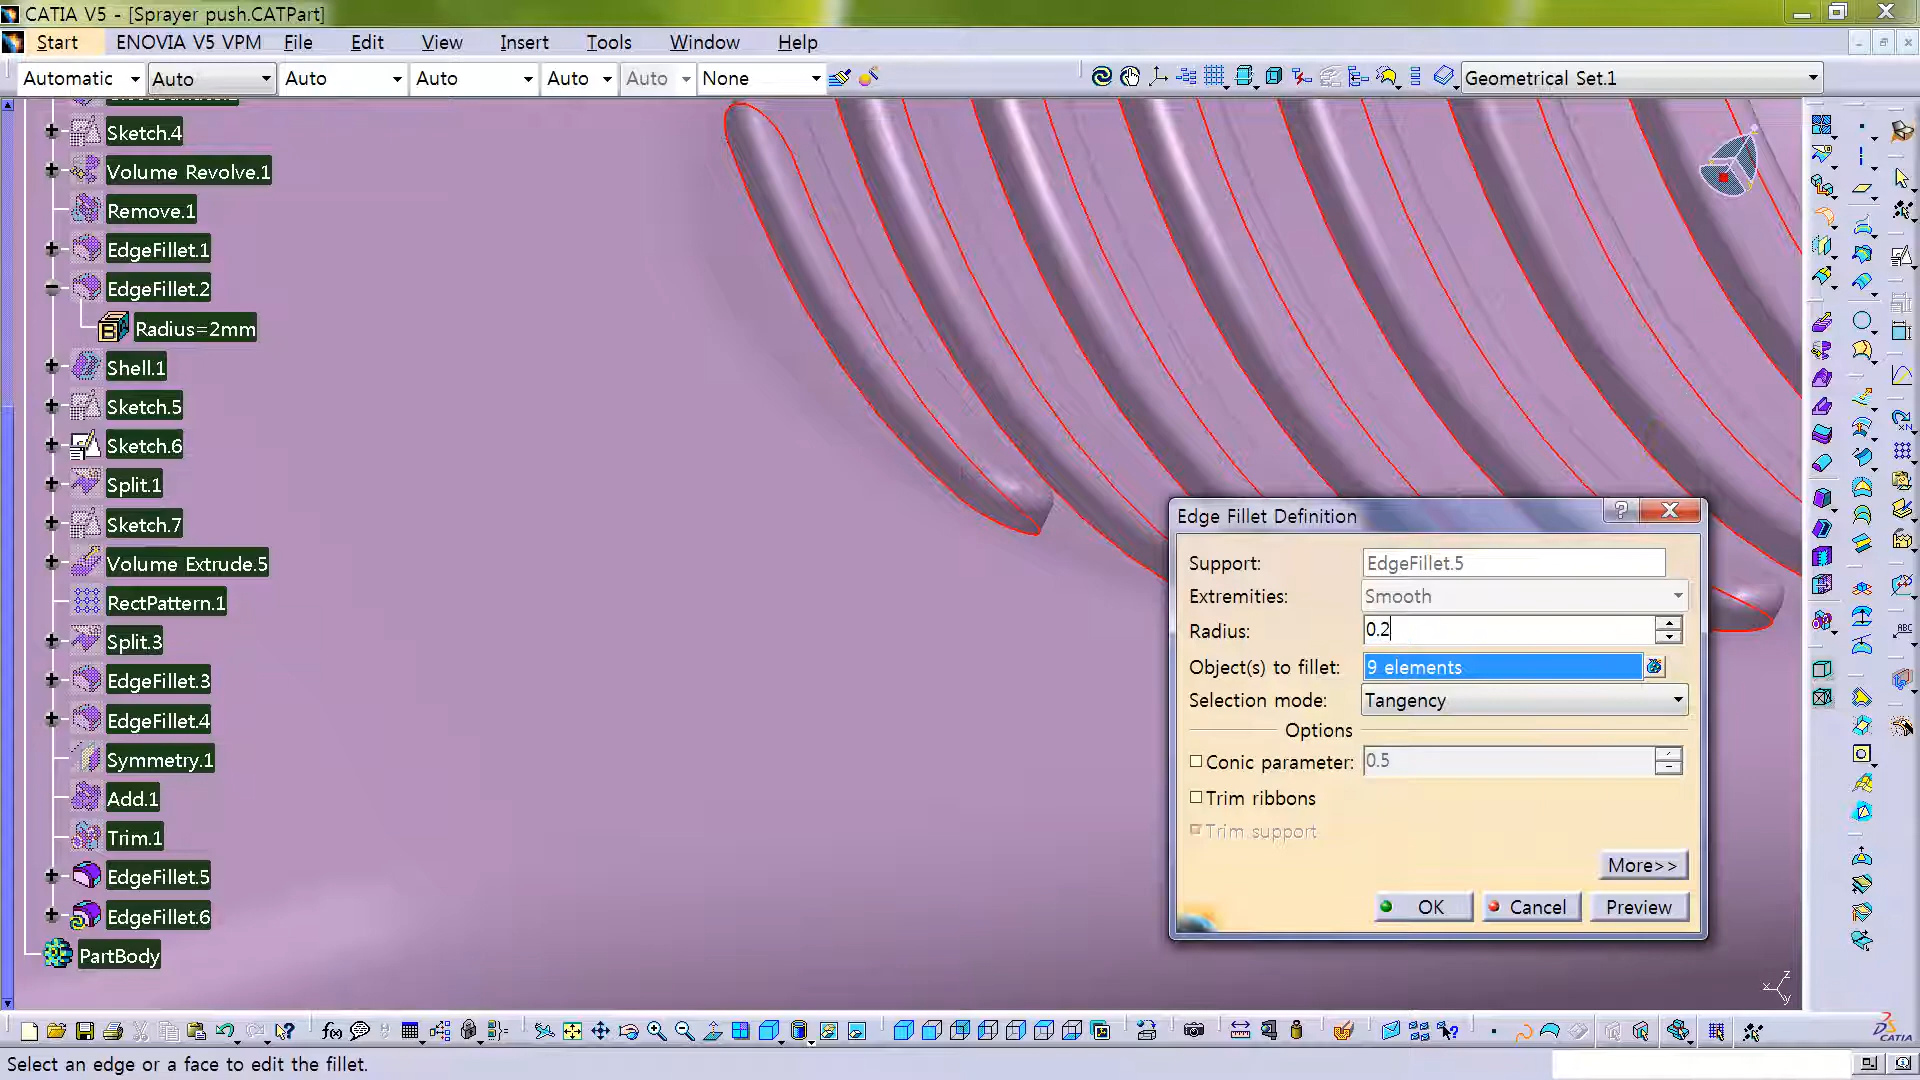 CATIA V5 - [Sprayer push.CATPart]
Start ENOVIA V5 VPM File Edit View Insert Tools Window Help
Automatic Auto Auto Auto Auto Auto None Geometrical Set.1
Sketch.4
Volume Revolve.1
Remove.1
EdgeFillet.1
EdgeFillet.2
Radius=2mm
Shell.1
Sketch.5
Sketch.6
Split.1
Sketch.7
Volume Extrude.5
RectPattern.1
Split.3
EdgeFillet.3
EdgeFillet.4
Symmetry.1
Add.1
Trim.1
EdgeFillet.5
EdgeFillet.6
PartBody
Edge Fillet Definition
Support: EdgeFillet.5
Extremities: Smooth
Radius: 0.2
Object(s) to fillet: 9 elements
Selection mode: Tangency
Options
Conic parameter: 0.5
Trim ribbons
Trim support
More>>
OK Cancel Preview
z
x y
ABC
f(x)
CATIA
Select an edge or a face to edit the fillet.